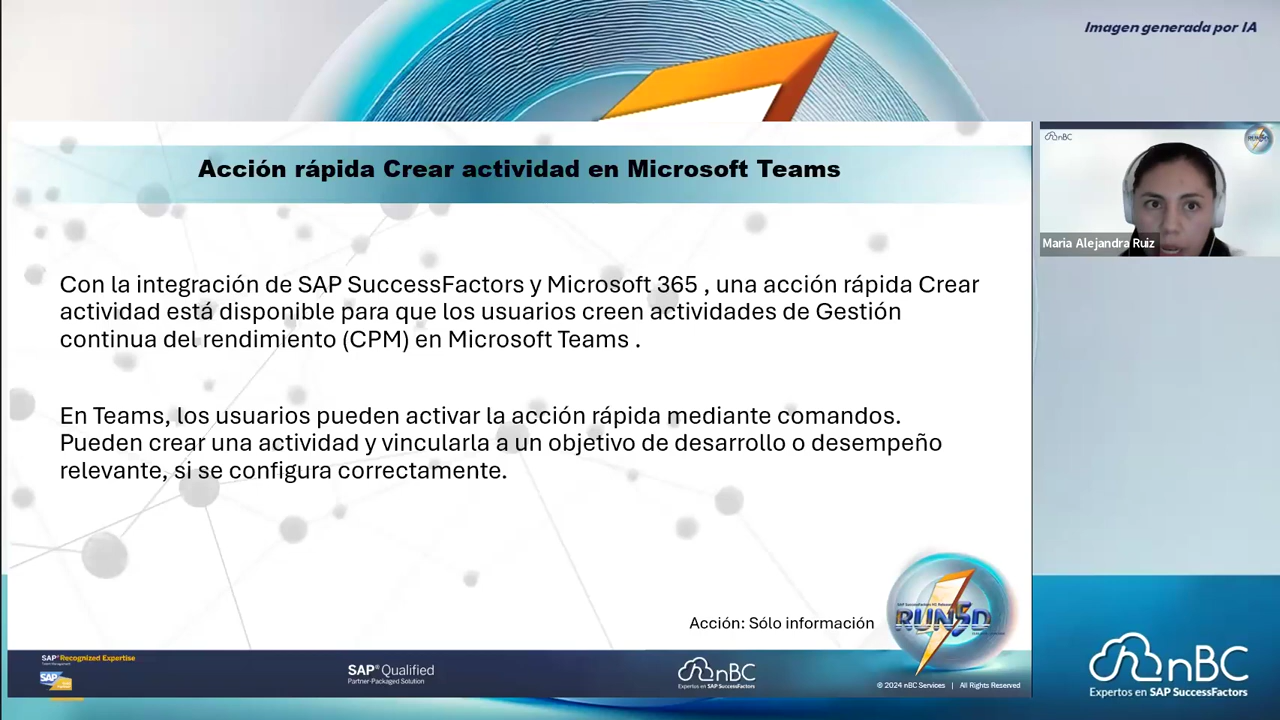 Imagen generada por IA
Acción rápida Crear actividad en Microsoft Teams
nBC
Maria Alejandra Ruiz
Con la integración de SAP SuccessFactors y Microsoft 365 , una acción rápida Crear
actividad está disponible para que los usuarios creen actividades de Gestión
continua del rendimiento (CPM) en Microsoft Teams .
En Teams, los usuarios pueden activar la acción rápida mediante comandos.
Pueden crear una actividad y vincularla a un objetivo de desarrollo o desempeño
relevante, si se configura correctamente.
Acción: Sólo información
RUN5D
SAP® Recognized Expertise
SAP
SAP® Qualified
Partner-Packaged Solution
nBC
Expertos en SAP SuccessFactors
© 2024 nBC Services | All Rights Reserved
nBC
Expertos en SAP SuccessFactors